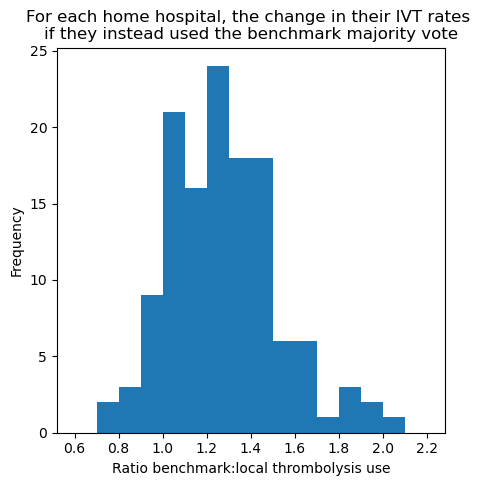 For each home hospital, the change in their IVT rates
if they instead used the benchmark majority vote
25
20
15
10
5
0
Frequency
0.6 0.8 1.0 1.2 1.4 1.6 1.8 2.0 2.2
Ratio benchmark:local thrombolysis use